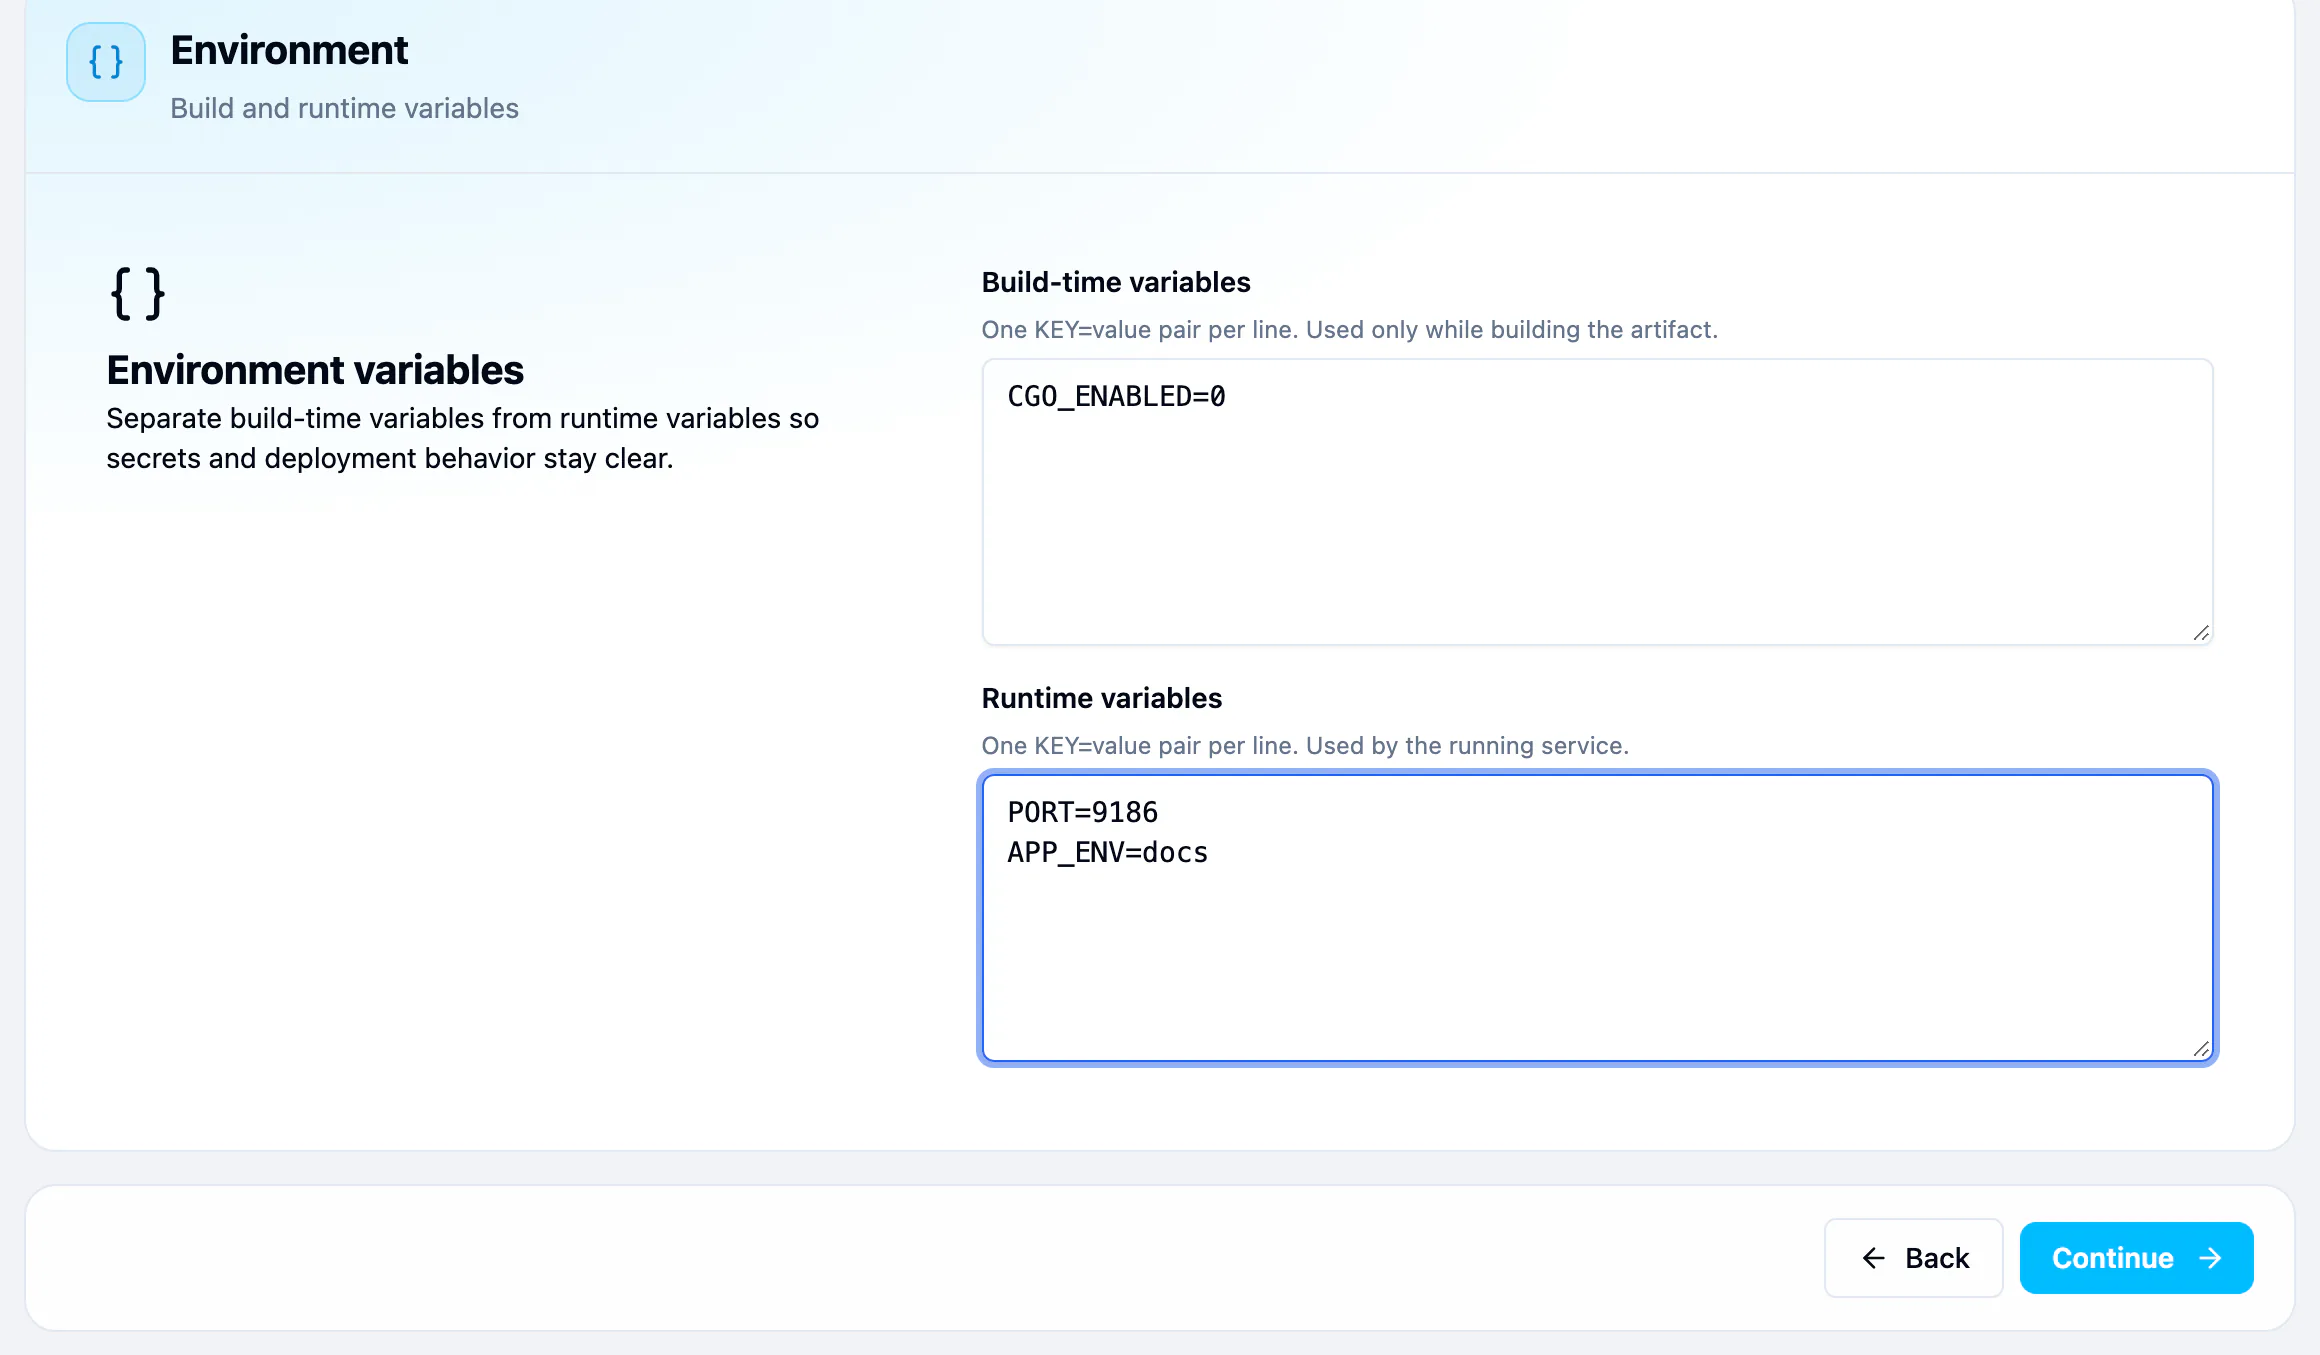 { }
Environment
Build and runtime variables
{ }
Environment variables
Separate build-time variables from runtime variables so
secrets and deployment behavior stay clear.
Build-time variables
One KEY=value pair per line. Used only while building the artifact.
CGO_ENABLED=0
Runtime variables
One KEY=value pair per line. Used by the running service.
PORT=9186
APP_ENV=docs
← Back
Continue →